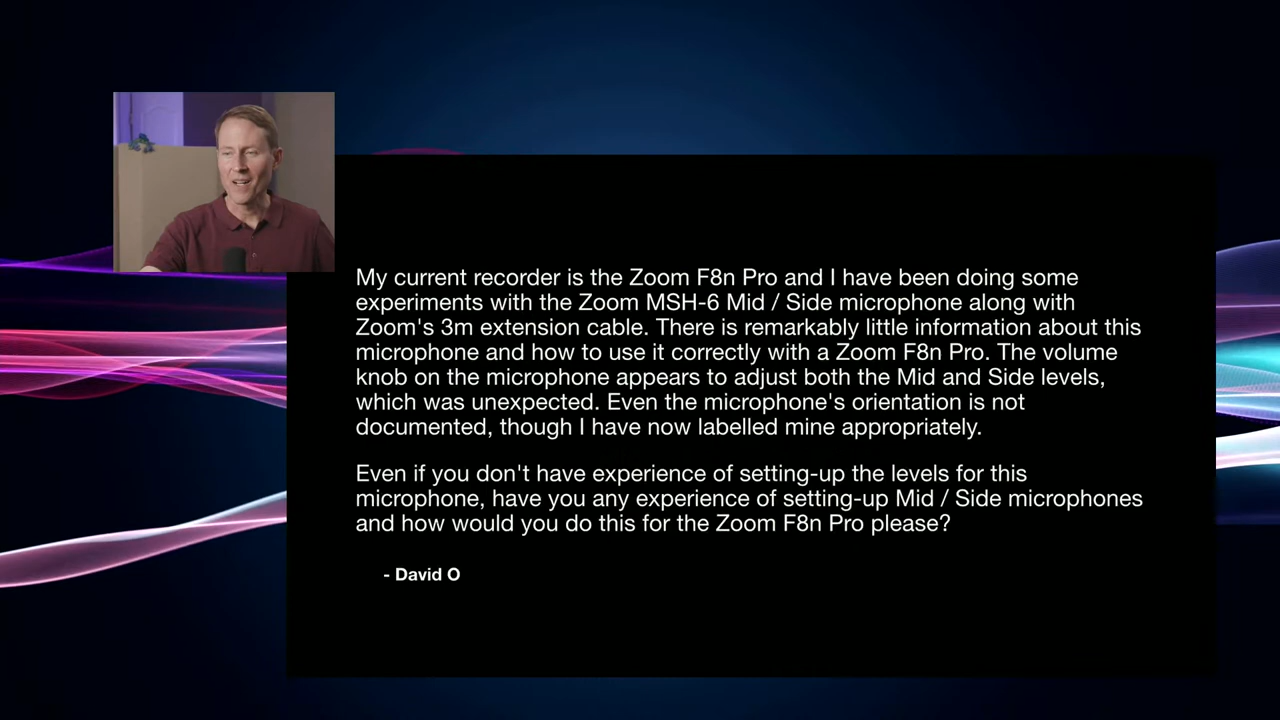 My current recorder is the Zoom F8n Pro and I have been doing some
experiments with the Zoom MSH-6 Mid / Side microphone along with
Zoom's 3m extension cable. There is remarkably little information about this
microphone and how to use it correctly with a Zoom F8n Pro. The volume
knob on the microphone appears to adjust both the Mid and Side levels,
which was unexpected. Even the microphone's orientation is not
documented, though I have now labelled mine appropriately.
Even if you don't have experience of setting-up the levels for this
microphone, have you any experience of setting-up Mid / Side microphones
and how would you do this for the Zoom F8n Pro please?
- David O